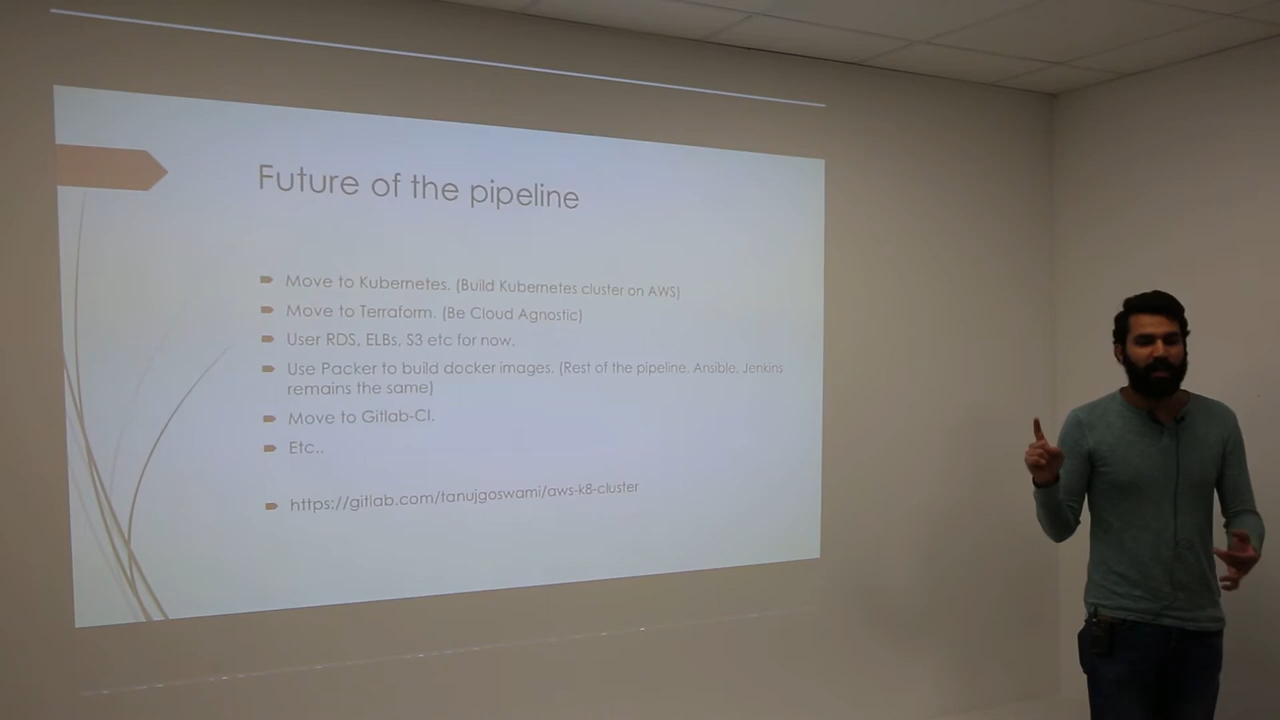 Future of the pipeline
Move to Kubernetes. (Build Kubernetes cluster on AWS)
Move to Terraform. (Be Cloud Agnostic)
User RDS, ELBs, S3 etc for now.
Use Packer to build docker images. (Rest of the pipeline, Ansible, Jenkins
remains the same)
Move to Gitlab-CI.
Etc..
https://gitlab.com/tanujgoswami/aws-k8-cluster